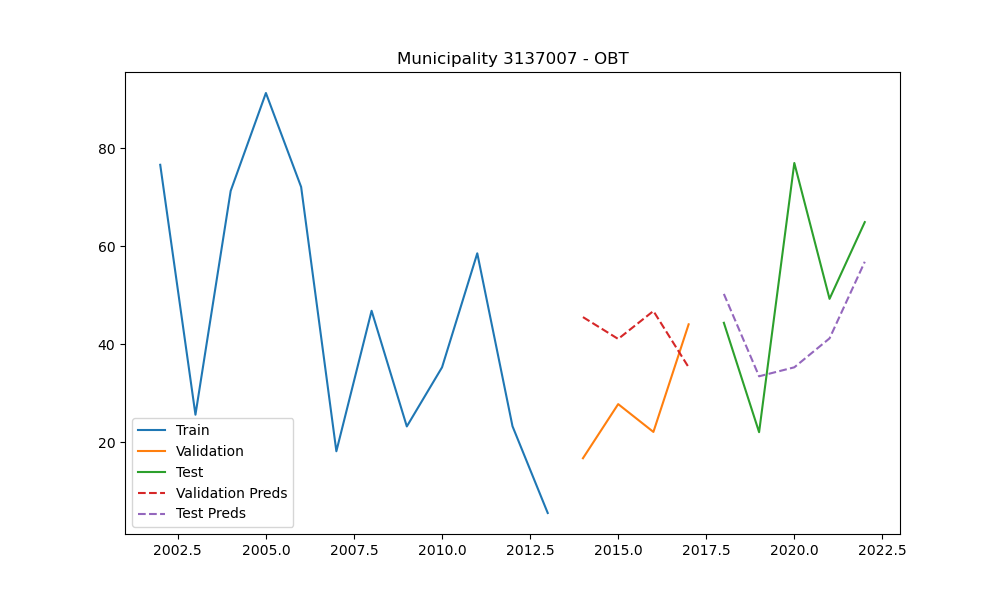 Municipality 3137007 - OBT
80
60
40
20
Train
Validation
Test
Validation Preds
Test Preds
2002.5 2005.0 2007.5 2010.0 2012.5 2015.0 2017.5 2020.0 2022.5